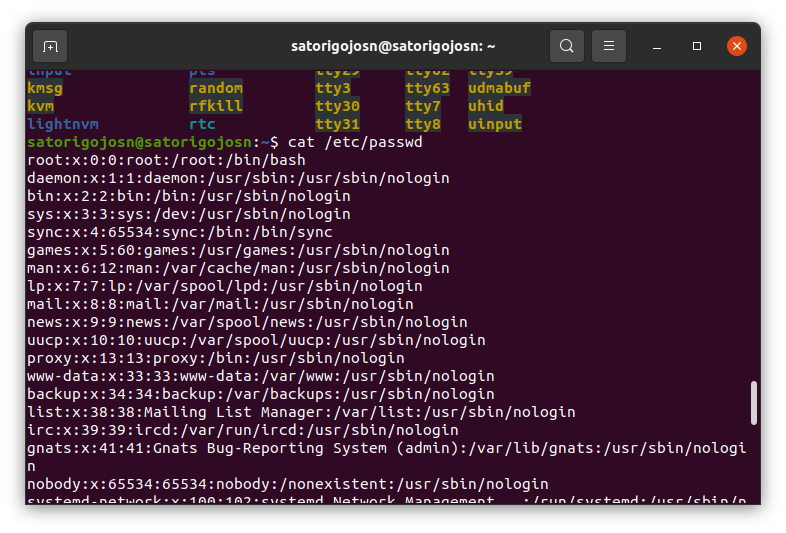 satorigojosn@satorigojosn: ~
input pts tty29 tty62 tty59
kmsg random tty3 tty63 udmabuf
kvm rfkill tty30 tty7 uhid
lightnvm rtc tty31 tty8 uinput
satorigojosn@satorigojosn:~$ cat /etc/passwd
root:x:0:0:root:/root:/bin/bash
daemon:x:1:1:daemon:/usr/sbin:/usr/sbin/nologin
bin:x:2:2:bin:/bin:/usr/sbin/nologin
sys:x:3:3:sys:/dev:/usr/sbin/nologin
sync:x:4:65534:sync:/bin:/bin/sync
games:x:5:60:games:/usr/games:/usr/sbin/nologin
man:x:6:12:man:/var/cache/man:/usr/sbin/nologin
lp:x:7:7:lp:/var/spool/lpd:/usr/sbin/nologin
mail:x:8:8:mail:/var/mail:/usr/sbin/nologin
news:x:9:9:news:/var/spool/news:/usr/sbin/nologin
uucp:x:10:10:uucp:/var/spool/uucp:/usr/sbin/nologin
proxy:x:13:13:proxy:/bin:/usr/sbin/nologin
www-data:x:33:33:www-data:/var/www:/usr/sbin/nologin
backup:x:34:34:backup:/var/backups:/usr/sbin/nologin
list:x:38:38:Mailing List Manager:/var/list:/usr/sbin/nologin
irc:x:39:39:ircd:/var/run/ircd:/usr/sbin/nologin
gnats:x:41:41:Gnats Bug-Reporting System (admin):/var/lib/gnats:/usr/sbin/nologi
n
nobody:x:65534:65534:nobody:/nonexistent:/usr/sbin/nologin
systemd-network:x:100:102:systemd Network Management,,,:/run/systemd:/usr/sbin/n